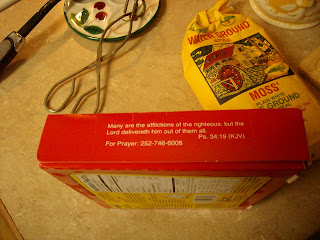 WATER GROUND
MOSS'
GROUND
Many are the afflictions of the righteous: but the
Lord delivereth him out of them all.
Ps. 34:19 (KJV)
For Prayer: 252-746-6008